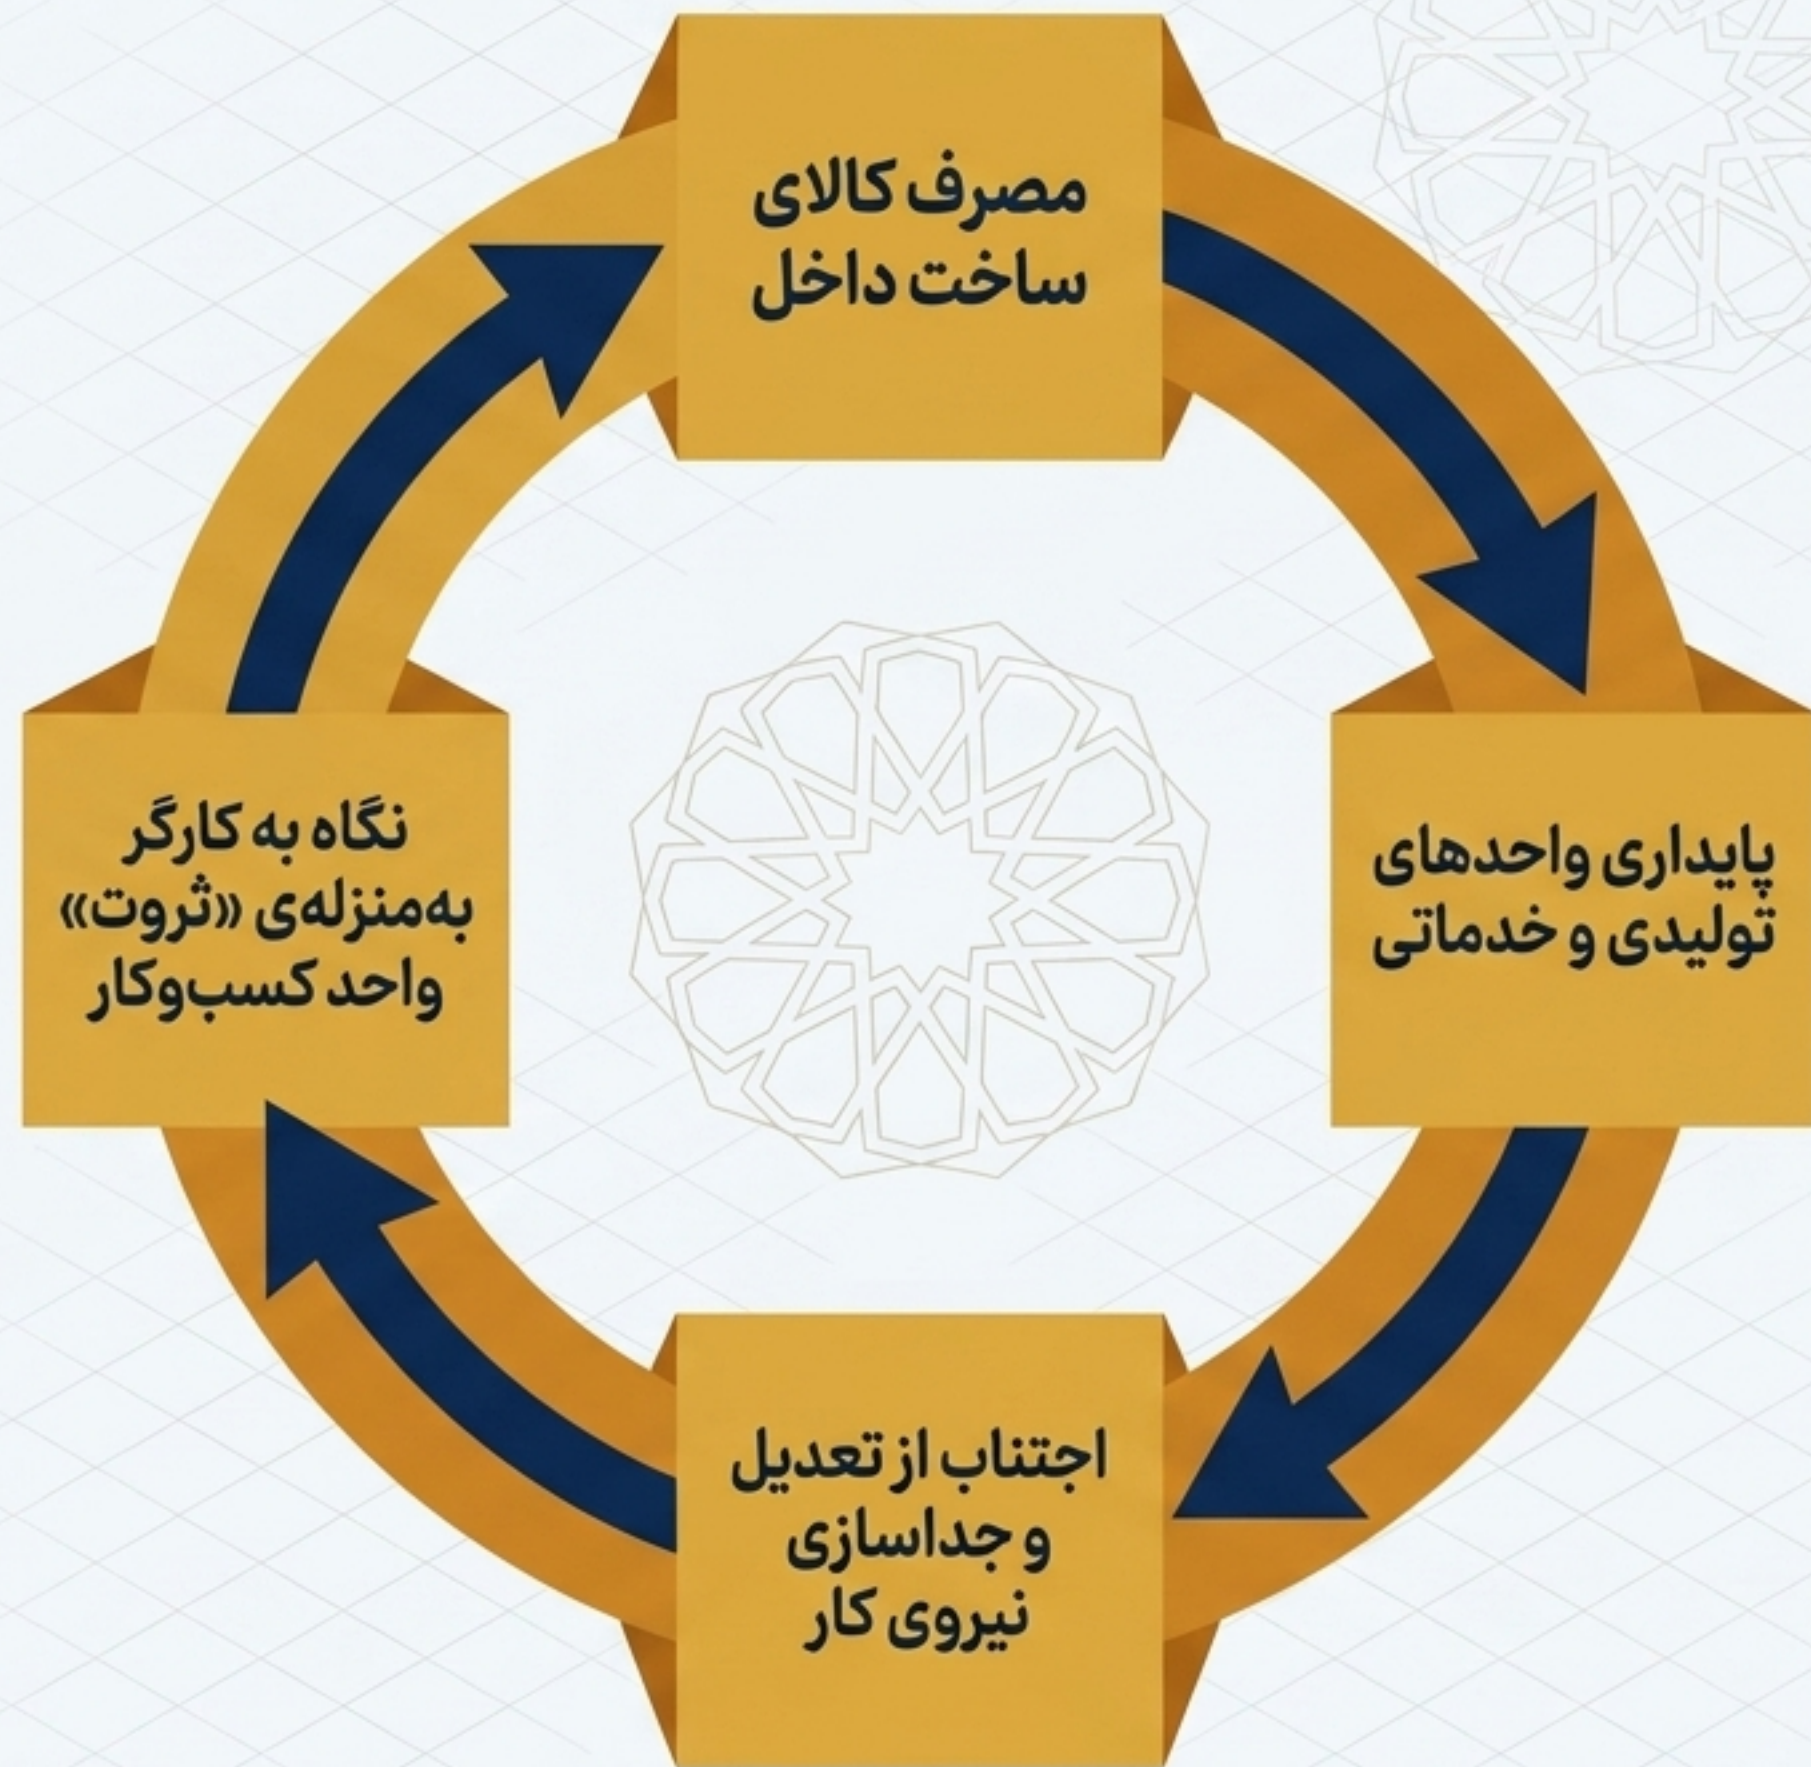 مصرف کالای
ساخت داخل
پایداری واحدهای
تولیدی و خدماتی
اجتناب از تعدیل
و جداسازی
نیروی کار
نگاه به کارگر
به‌منزله‌ی «ثروت»
واحد کسب‌وکار